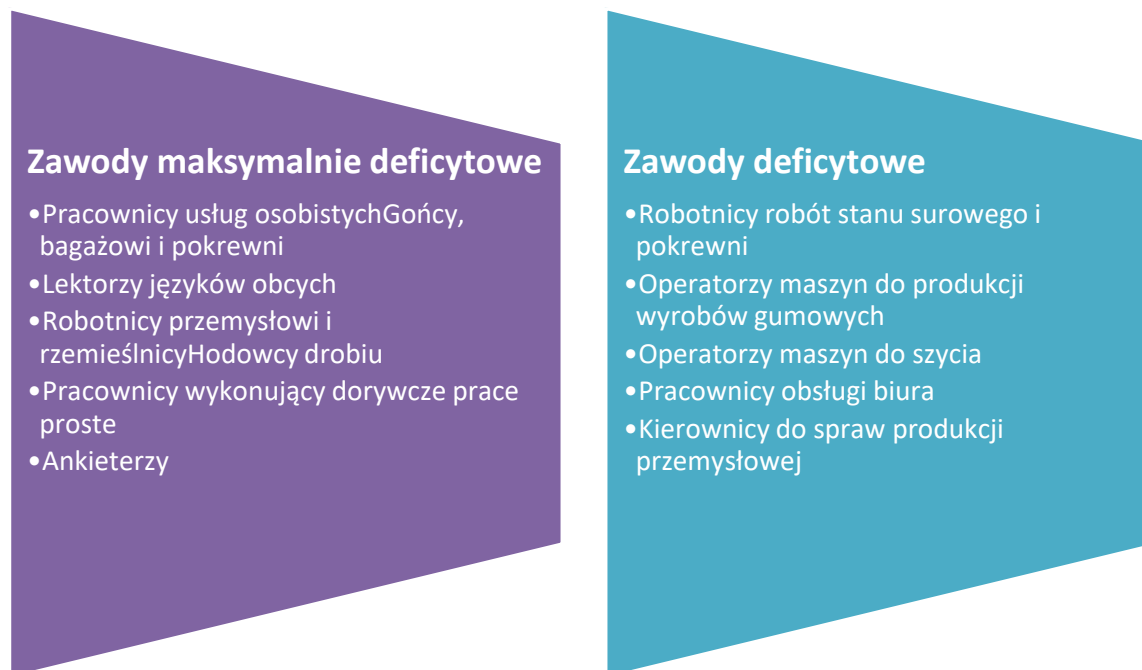 Zawody maksymalnie deficytowe
•Pracownicy usług osobistychGońcy,
bagażowi i pokrewni
•Lektorzy języków obcych
•Robotnicy przemysłowi i
rzemieślnicyHodowcy drobiu
•Pracownicy wykonujący dorywcze prace
proste
•Ankieterzy
Zawody deficytowe
•Robotnicy robót stanu surowego i
pokrewni
•Operatorzy maszyn do produkcji
wyrobów gumowych
•Operatorzy maszyn do szycia
•Pracownicy obsługi biura
•Kierownicy do spraw produkcji
przemysłowej